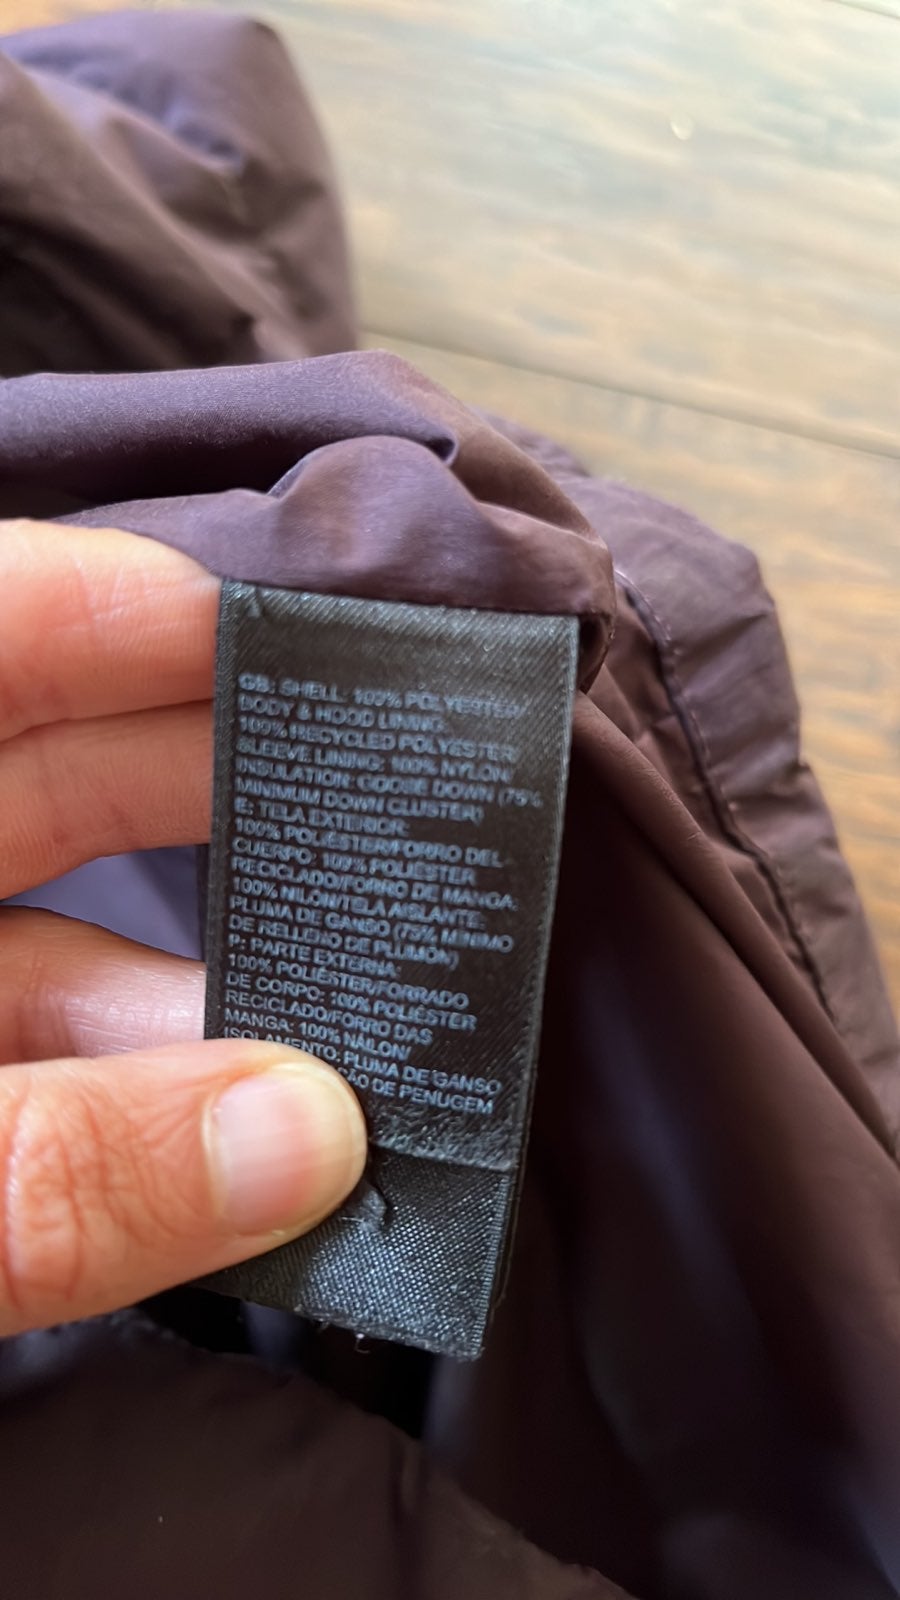 GB: SHELL: 100% POLYESTER/
BODY & HOOD LINING:
100% RECYCLED POLYESTER/
SLEEVE LINING: 100% NYLON/
INSULATION: GOOSE DOWN (75%
MINIMUM DOWN CLUSTER)
E: TELA EXTERIOR:
100% POLIÉSTER/FORRO DEL
CUERPO: 100% POLIÉSTER
RECICLADO/FORRO DE MANGA:
100% NILÓN/TELA AISLANTE:
PLUMA DE GANSO (75% MÍNIMO
DE RELLENO DE PLUMÓN)
P: PARTE EXTERNA:
100% POLIÉSTER/FORRADO
DE CORPO: 100% POLIÉSTER
RECICLADO/FORRO DAS
MANGA: 100% NÁILON/
ISOLAMENTO: PLUMA DE GANSO
DE PENUGEM